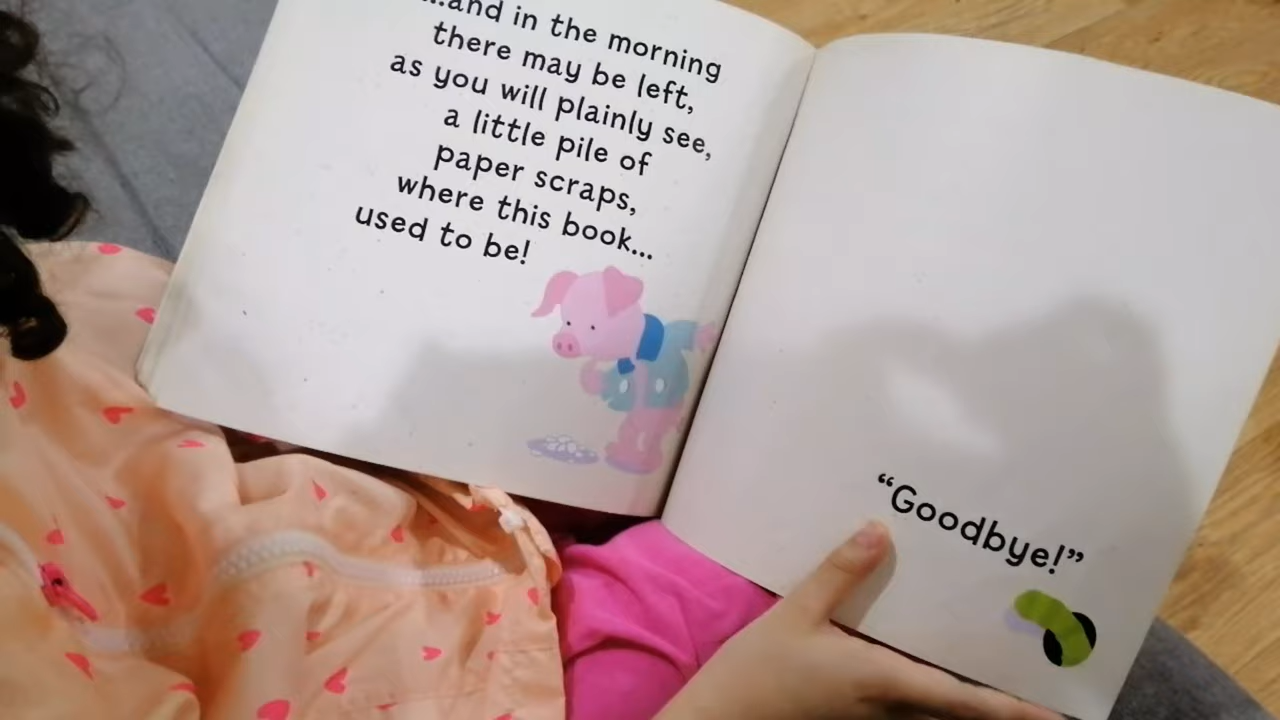 ...and in the morning
there may be left,
as you will plainly see,
a little pile of
paper scraps,
where this book...
used to be!
“Goodbye!”